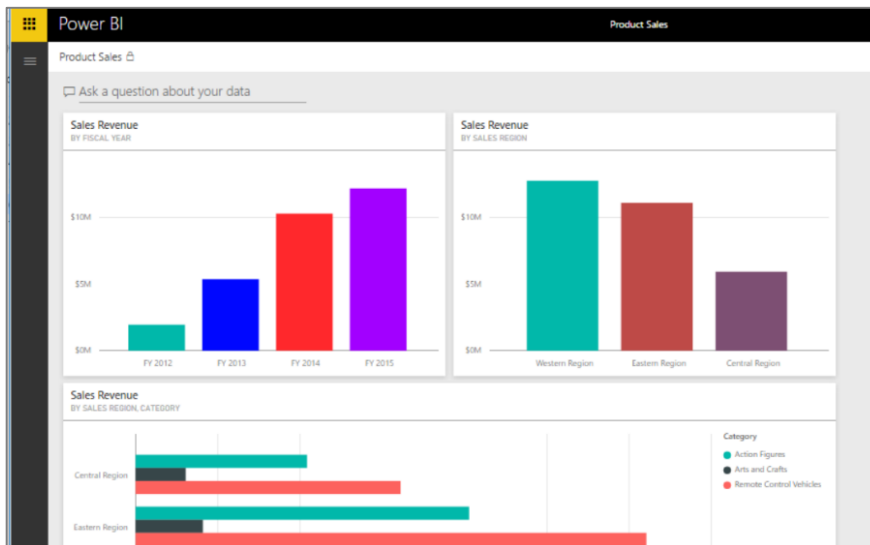 Power BI
Product Sales
Product Sales
Ask a question about your data
Sales Revenue
BY FISCAL YEAR
$10M
$5M
$0M
FY 2012
FY 2013
FY 2014
FY 2015
Sales Revenue
BY SALES REGION
$10M
$5M
$0M
Western Region
Eastern Region
Central Region
Sales Revenue
BY SALES REGION, CATEGORY
Central Region
Eastern Region
Category
Action Figures
Arts and Crafts
Remote Control Vehicles